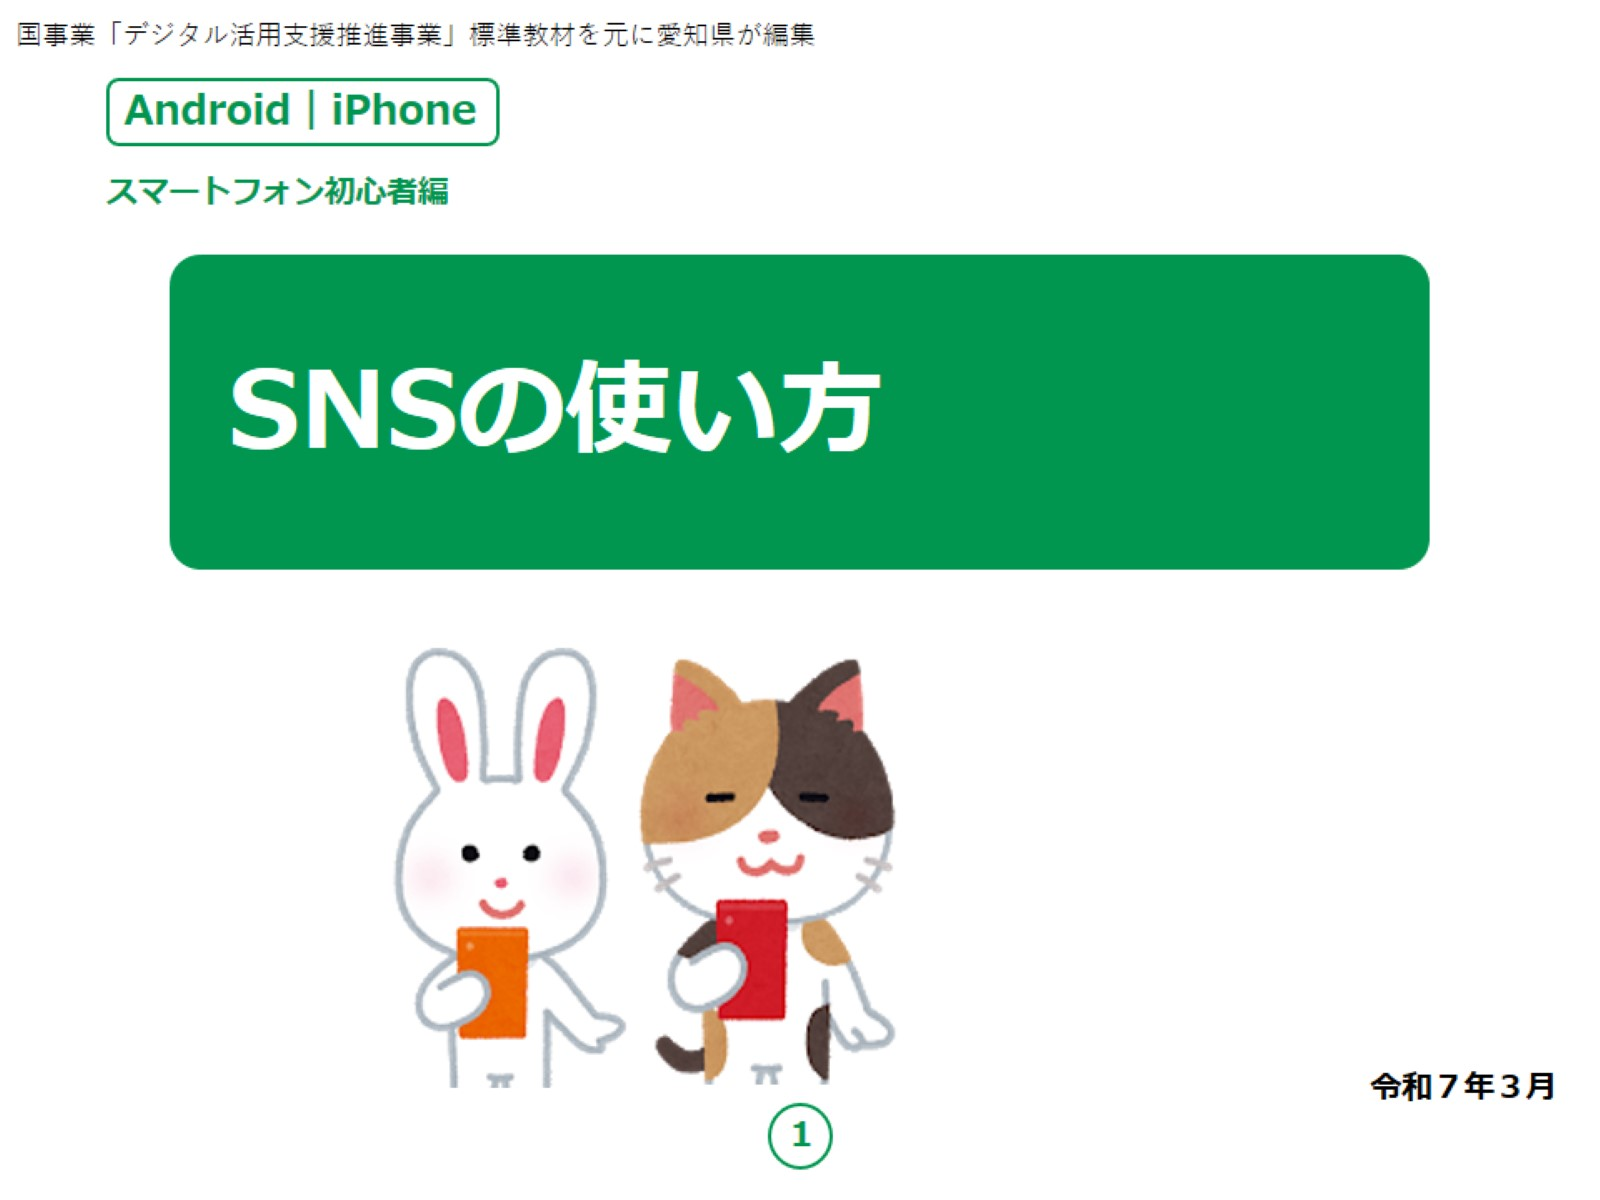 国事業「デジタル活用支援推進事業」標準教材を元に愛知県が編集
Android｜iPhone
スマートフォン初心者編
SNSの使い方
令和７年３月
1